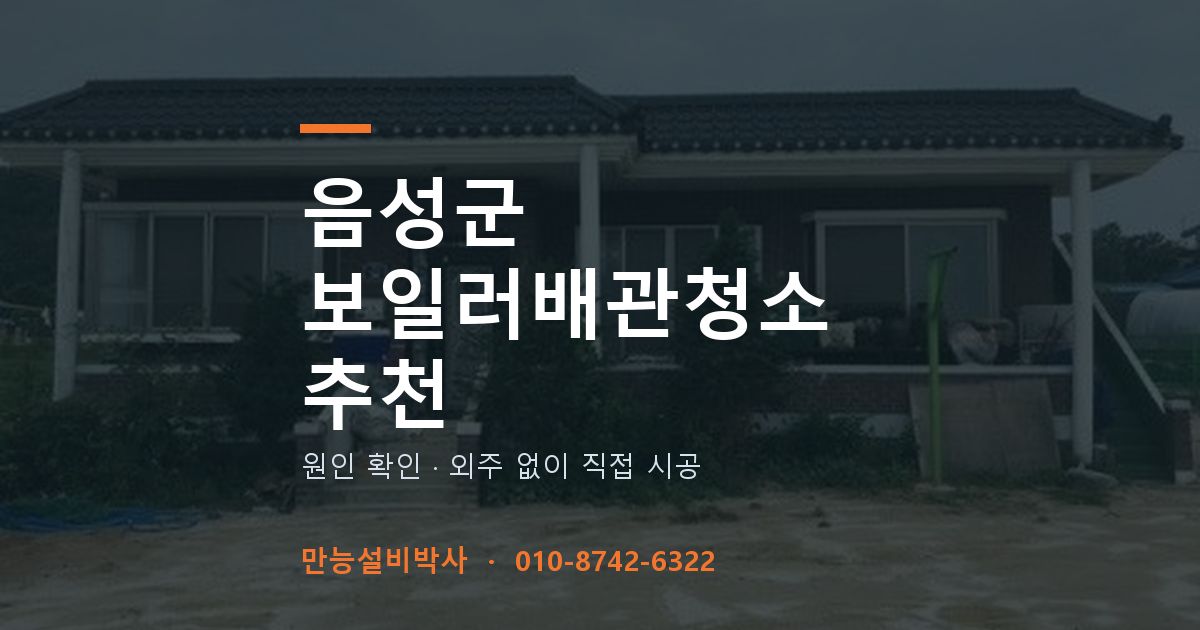 음성군
보일러배관청소
추천
원인 확인 · 외주 없이 직접 시공
만능설비박사 · 010-8742-6322